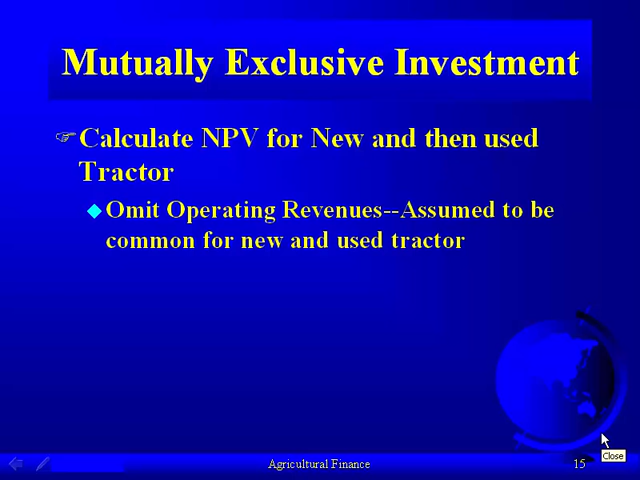 Mutually Exclusive Investment
Calculate NPV for New and then used
Tractor
Omit Operating Revenues--Assumed to be
common for new and used tractor
Agricultural Finance
15
Close